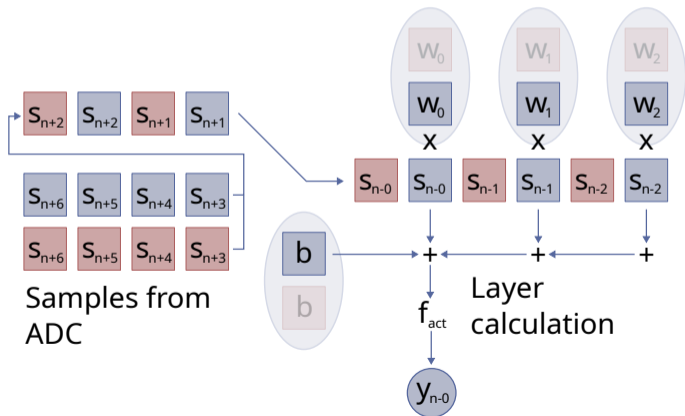 w₀ w₁ w₂
w₀ w₁ w₂
x x x
sₙ₊₂ sₙ₊₂ sₙ₊₁ sₙ₊₁
sₙ₋₀ sₙ₋₀ sₙ₋₁ sₙ₋₁ sₙ₋₂ sₙ₋₂
sₙ₊₆ sₙ₊₅ sₙ₊₄ sₙ₊₃
sₙ₊₆ sₙ₊₅ sₙ₊₄ sₙ₊₃
b + + +
b
Samples from
ADC
f_act
Layer
calculation
yₙ₋₀